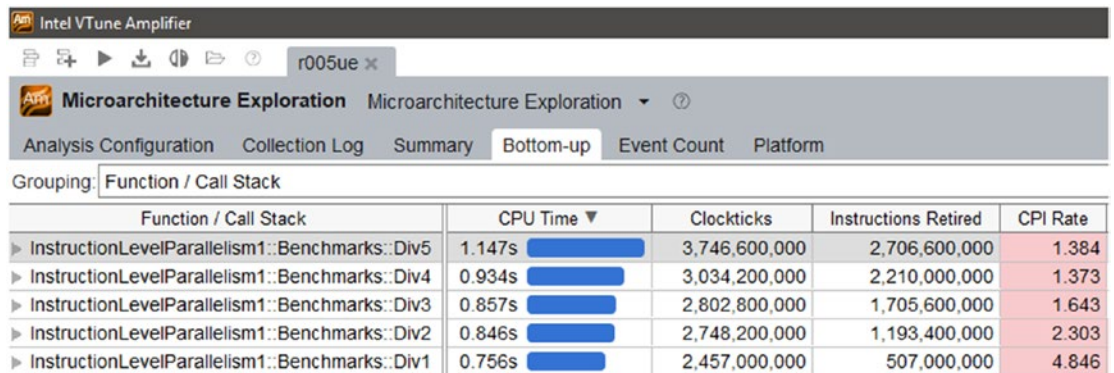 Am Intel VTune Amplifier
r005ue ×
Am Microarchitecture Exploration Microarchitecture Exploration
Analysis Configuration Collection Log Summary Bottom-up Event Count Platform
Grouping: Function / Call Stack
Function / Call Stack CPU Time ▼ Clockticks Instructions Retired CPI Rate
InstructionLevelParallelism1::Benchmarks::Div5 1.147s 3,746,600,000 2,706,600,000 1.384
InstructionLevelParallelism1::Benchmarks::Div4 0.934s 3,034,200,000 2,210,000,000 1.373
InstructionLevelParallelism1::Benchmarks::Div3 0.857s 2,802,800,000 1,705,600,000 1.643
InstructionLevelParallelism1::Benchmarks::Div2 0.846s 2,748,200,000 1,193,400,000 2.303
InstructionLevelParallelism1::Benchmarks::Div1 0.756s 2,457,000,000 507,000,000 4.846